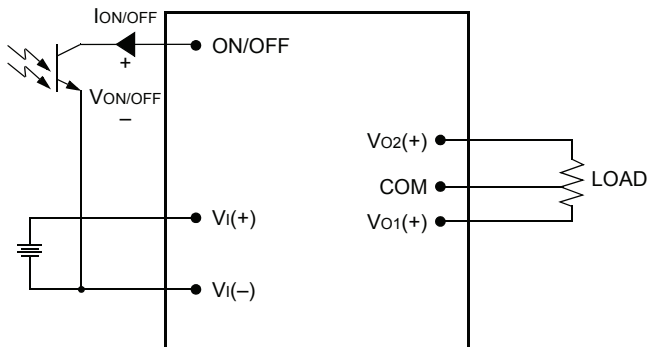 ION/OFF
ON/OFF
+
VON/OFF
–
VO2(+)
COM
LOAD
VI(+)
VO1(+)
VI(–)